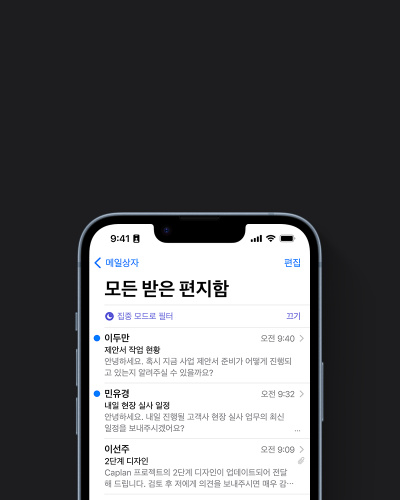 9:41
메일상자
편집
모든 받은 편지함
집중 모드로 필터
끄기
이두만
오전 9:40
제안서 작업 현황
안녕하세요. 혹시 지금 사업 제안서 준비가 어떻게 진행되
고 있는지 알려주실 수 있을까요?
민유경
오전 9:32
내일 현장 실사 일정
안녕하세요. 내일 진행될 고객사 현장 실사 업무의 최신
일정을 보내주시겠어요?
...
이선주
오전 9:09
2단계 디자인
Caplan 프로젝트의 2단계 디자인이 업데이트되어 전달
해 드립니다. 검토 후 저에게 의견을 보내주시면 매우 감…